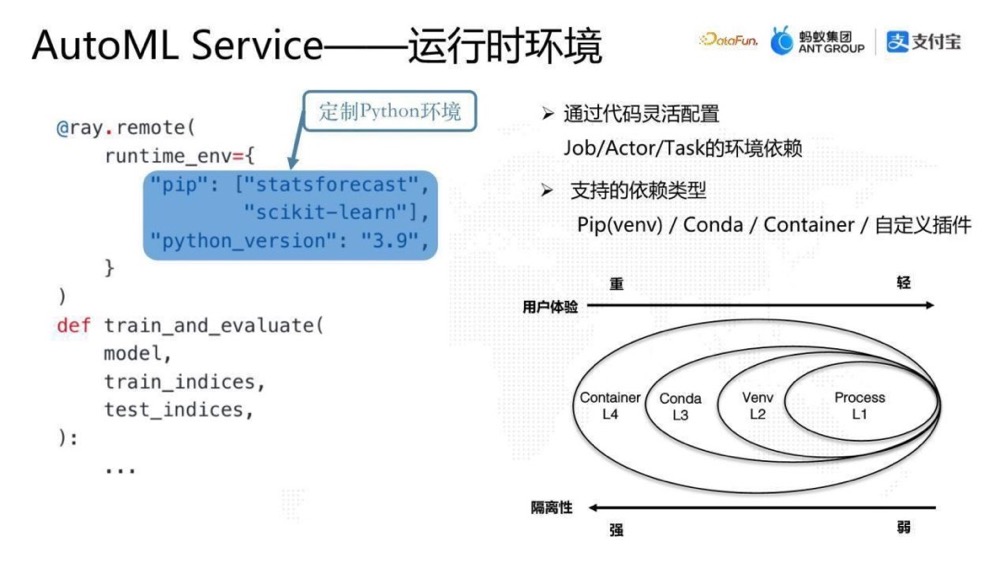 AutoML Service——运行时环境
DataFun.
蚂蚁集团
ANT GROUP
支付宝
定制Python环境
@ray.remote(
runtime_env={
"pip": ["statsforecast",
"scikit-learn"],
"python_version": "3.9",
}
)
def train_and_evaluate(
model,
train_indices,
test_indices,
):
...
➢ 通过代码灵活配置
Job/Actor/Task的环境依赖
➢ 支持的依赖类型
Pip(venv) / Conda / Container / 自定义插件
重 轻
用户体验
Container Conda Venv Process
L4 L3 L2 L1
隔离性
强 弱